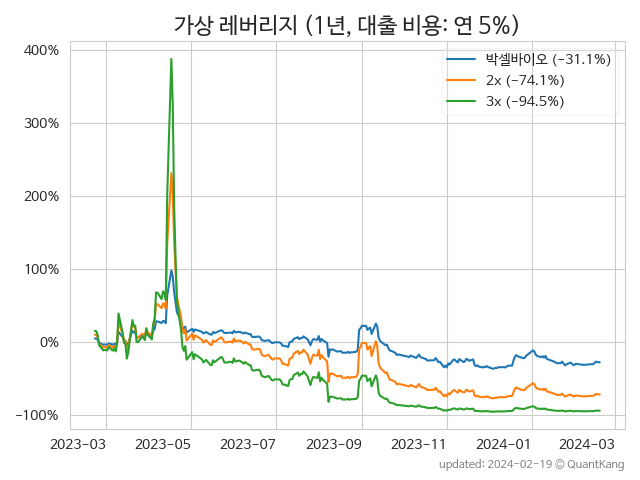 가상 레버리지 (1년, 대출 비용: 연 5%)
박셀바이오 (-31.1%)
2x (-74.1%)
3x (-94.5%)
400%
300%
200%
100%
0%
-100%
2023-03 2023-05 2023-07 2023-09 2023-11 2024-01 2024-03
updated: 2024-02-19 © QuantKang